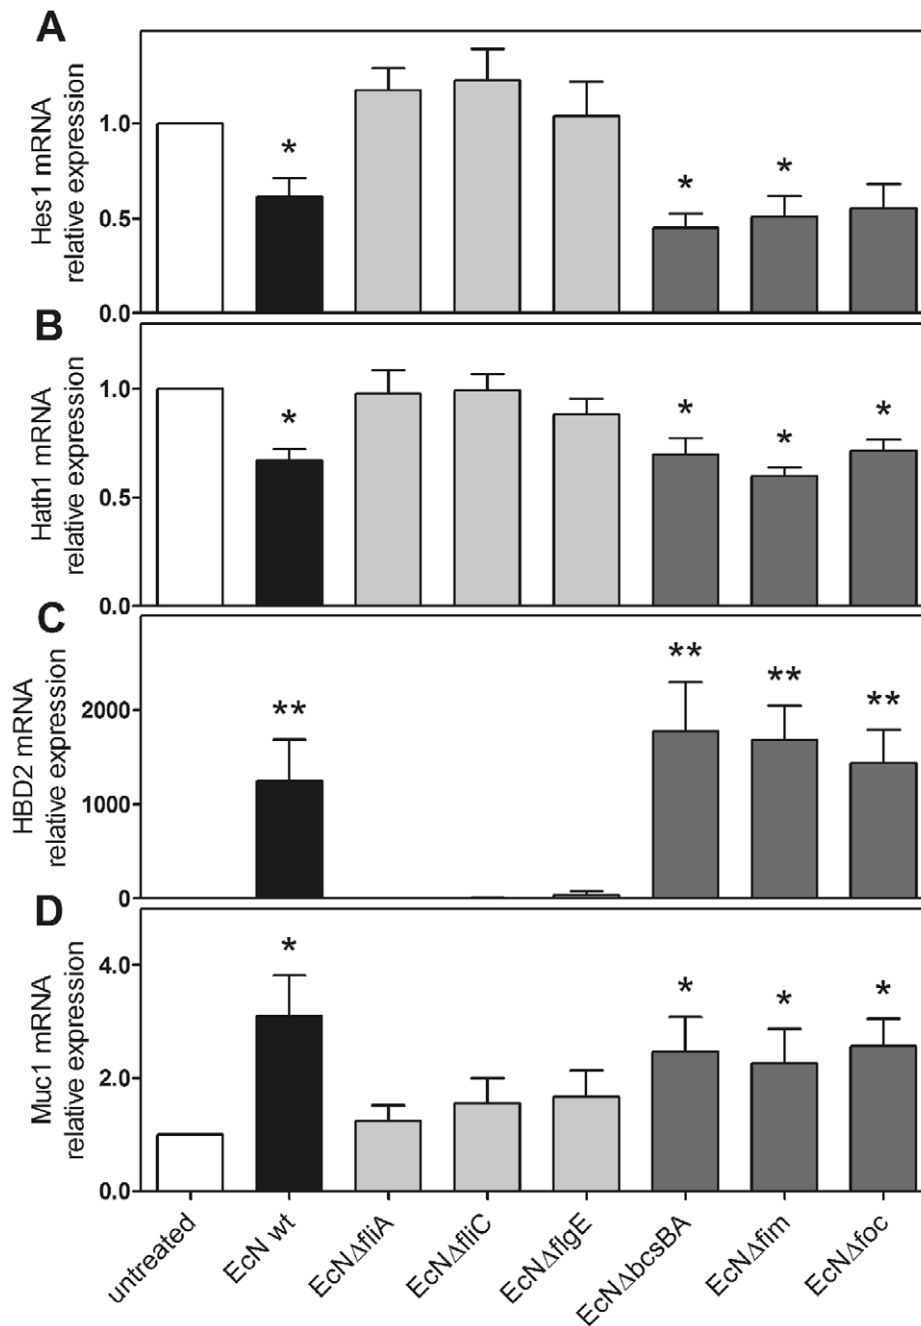 A
Hes1 mRNA
relative expression
1.0
0.5
0.0
*
*
*
B
Hath1 mRNA
relative expression
1.0
0.5
0.0
*
*
*
*
C
HBD2 mRNA
relative expression
2000
1000
0
**
**
**
**
D
Muc1 mRNA
relative expression
4.0
2.0
0.0
*
*
*
*
untreated
EcN wt
EcNΔfliA
EcNΔfliC
EcNΔflgE
EcNΔbcsBA
EcNΔfim
EcNΔfoc